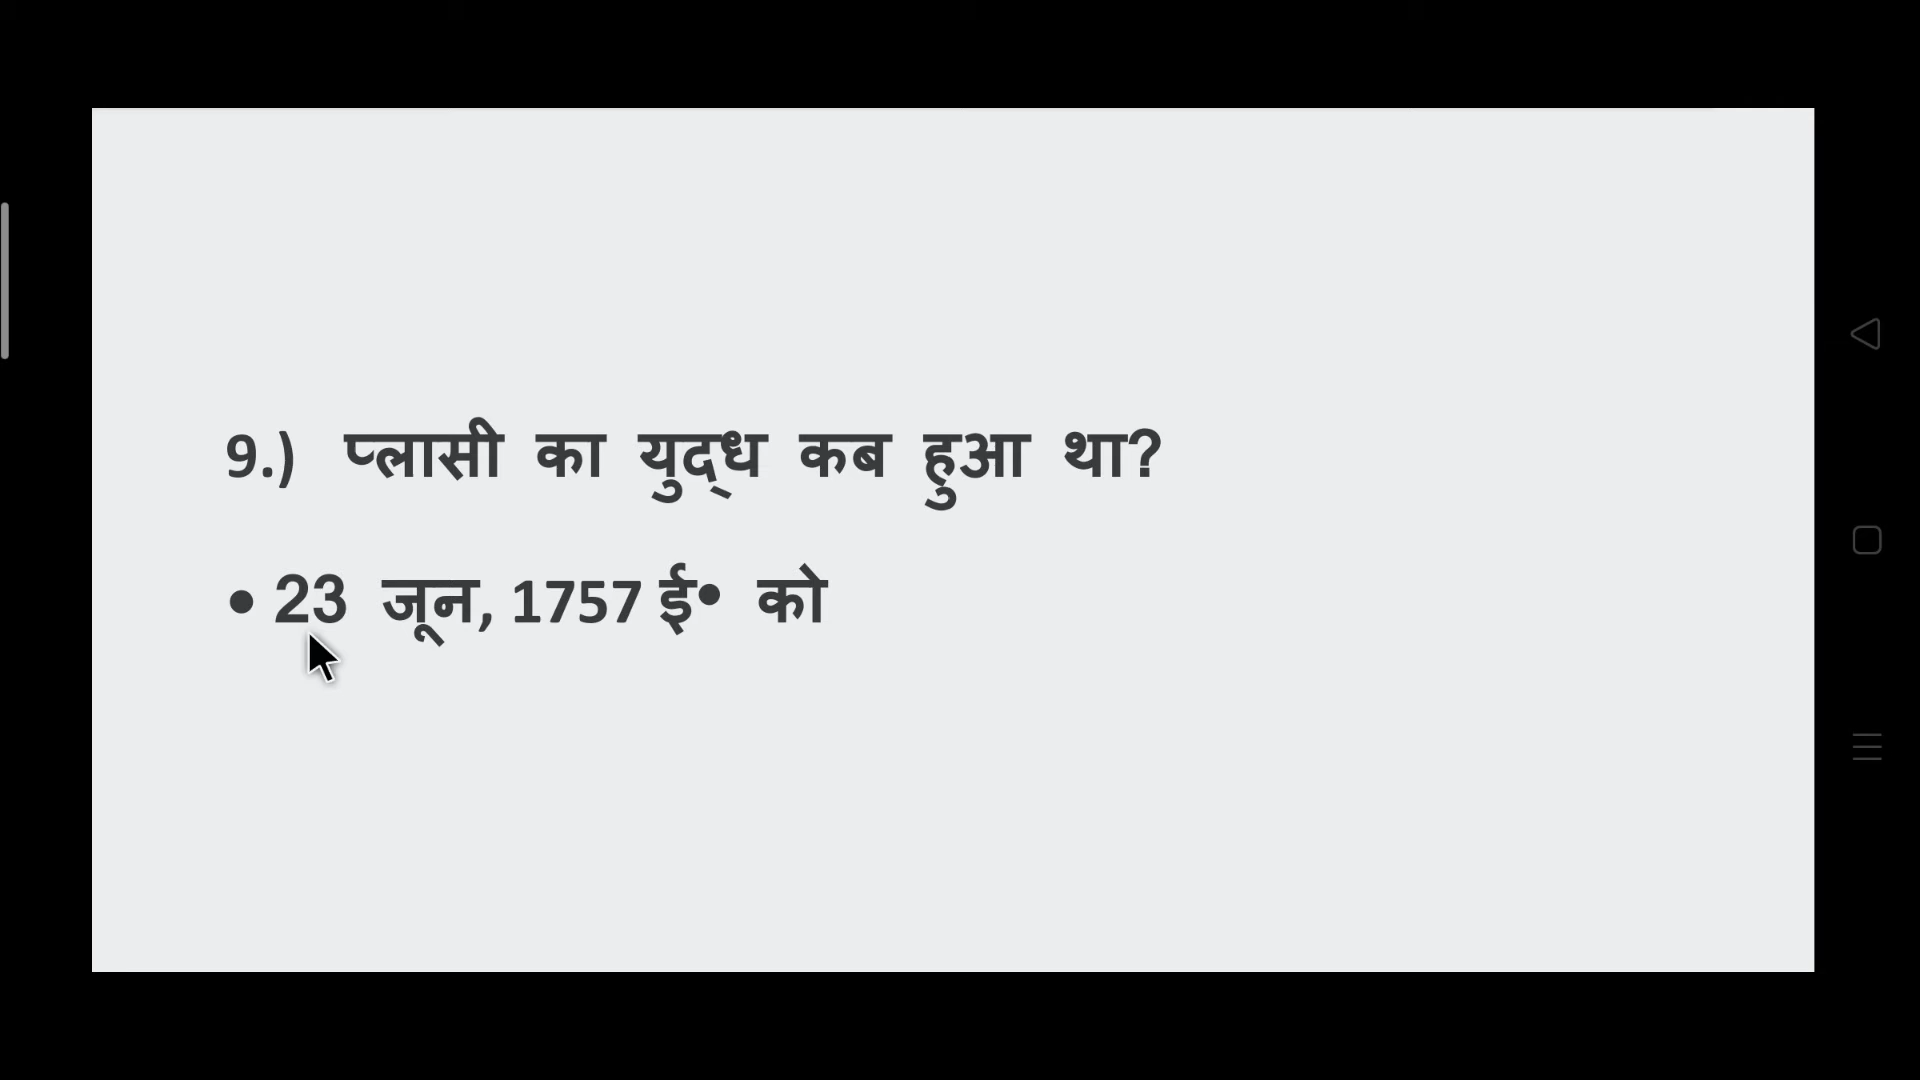 9.) प्लासी का युद्ध कब हुआ था?
• 23 जून, 1757 ई• को